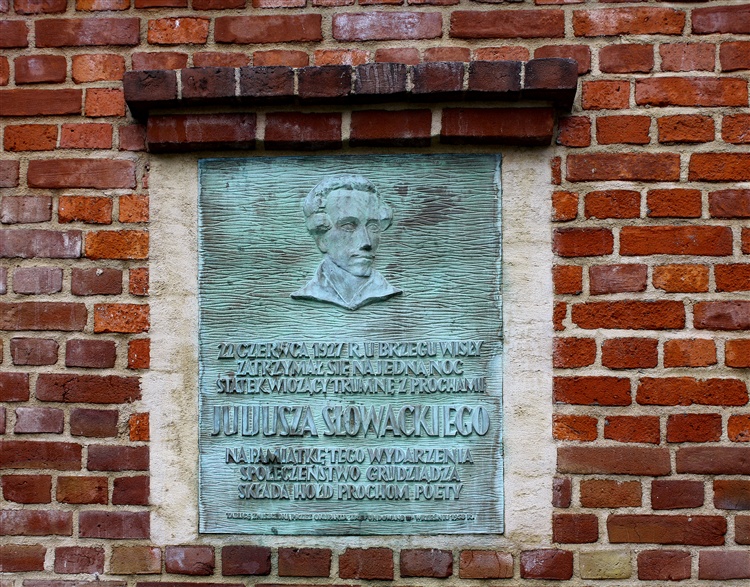 22 CZERWCA 1927 R. U BRZEGU WISŁY
ZATRZYMAŁ SIĘ NA JEDNĄ NOC
STATEK WIOZĄCY TRUMNĘ Z PROCHAMI
JULIUSZA SŁOWACKIEGO
NA PAMIĄTKĘ TEGO WYDARZENIA
SPOŁECZEŃSTWO GRUDZIĄDZA
SKŁADA HOŁD PROCHOM POETY